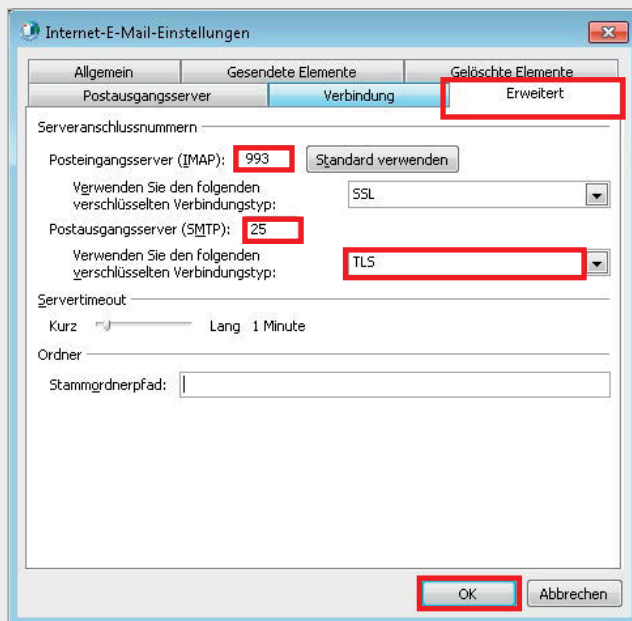 Internet-E-Mail-Einstellungen
Allgemein
Gesendete Elemente
Gelöschte Elemente
Postausgangsserver
Verbindung
Erweitert
Serveranschlussnummern
Posteingangsserver (IMAP): 993 Standard verwenden
Verwenden Sie den folgenden
verschlüsselten Verbindungstyp:
SSL
Postausgangsserver (SMTP): 25
Verwenden Sie den folgenden
verschlüsselten Verbindungstyp:
TLS
Servertimeout
Kurz Lang 1 Minute
Ordner
Stammordnerpfad:
OK Abbrechen